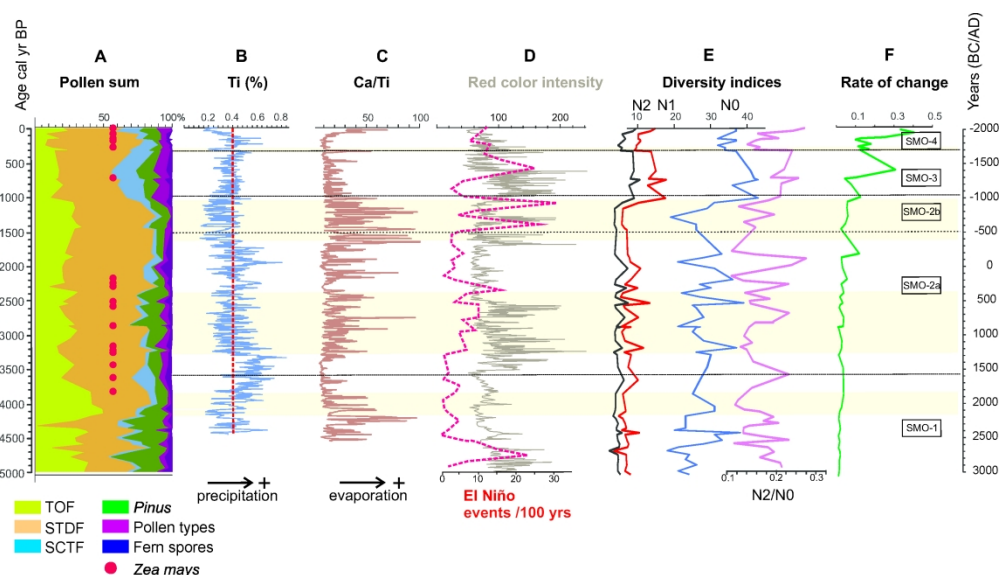 A B C D E F
Pollen sum Ti (%) Ca/Ti Red color intensity Diversity indices Rate of change
Age cal yr BP
Years (BC/AD)
N2 N1 N0
50 100% % 0.2 0.4 0.6 0.8 0 100 0 100 200 10 20 30 40 0.1 0.3 0.5
0 -2000
SMO-4
500 -1500
SMO-3
1000 -1000
SMO-2b
1500 -500
2000 0
SMO-2a
2500 500
3000 1000
3500 1500
4000 2000
SMO-1
4500 2500
5000 3000
0 10 20 30
0.1 0.2 0.3
precipitation +
evaporation +
El Niño
events /100 yrs
N2/N0
TOF Pinus
STDF Pollen types
SCTF Fern spores
Zea mays